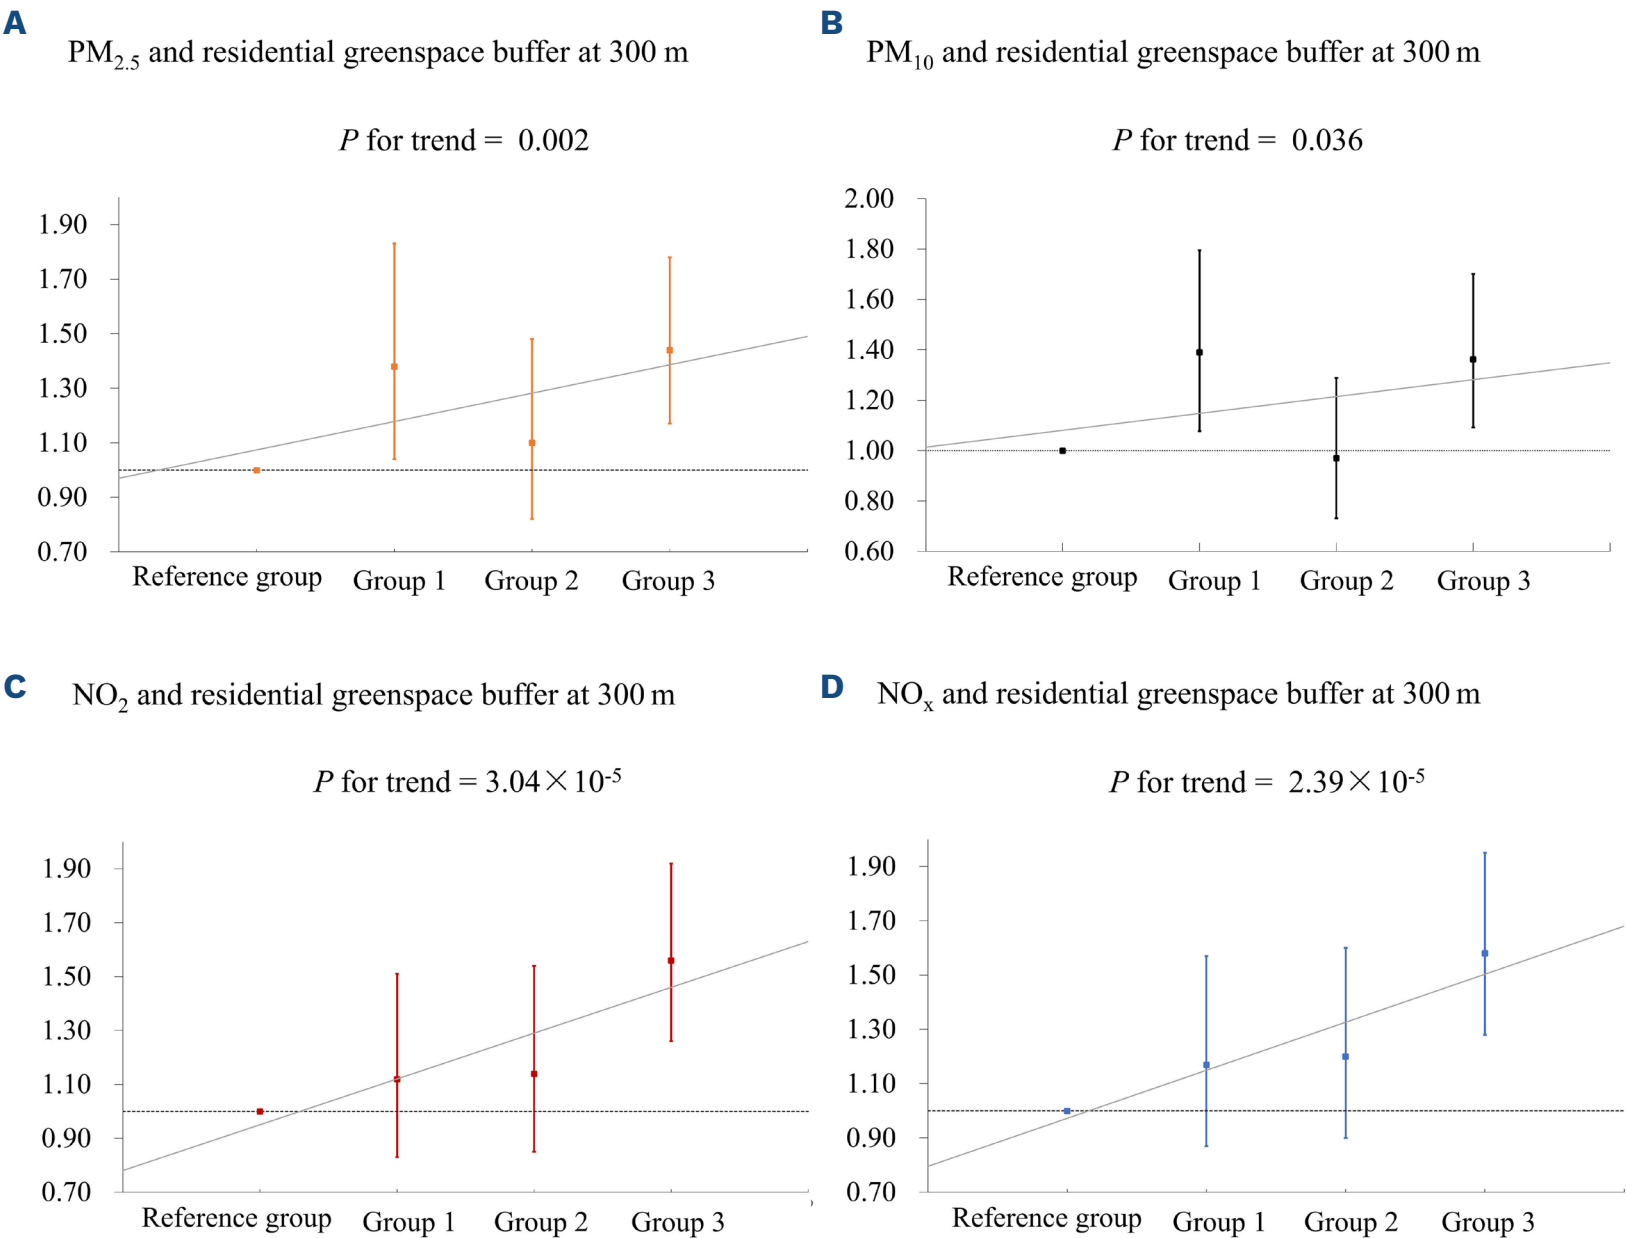 A
PM2.5 and residential greenspace buffer at 300 m
P for trend = 0.002
1.90
1.70
1.50
1.30
1.10
0.90
0.70
Reference group Group 1 Group 2 Group 3
B
PM10 and residential greenspace buffer at 300 m
P for trend = 0.036
2.00
1.80
1.60
1.40
1.20
1.00
0.80
0.60
Reference group Group 1 Group 2 Group 3
C
NO2 and residential greenspace buffer at 300 m
P for trend = 3.04×10-5
1.90
1.70
1.50
1.30
1.10
0.90
0.70
Reference group Group 1 Group 2 Group 3
D
NOx and residential greenspace buffer at 300 m
P for trend = 2.39×10-5
1.90
1.70
1.50
1.30
1.10
0.90
0.70
Reference group Group 1 Group 2 Group 3